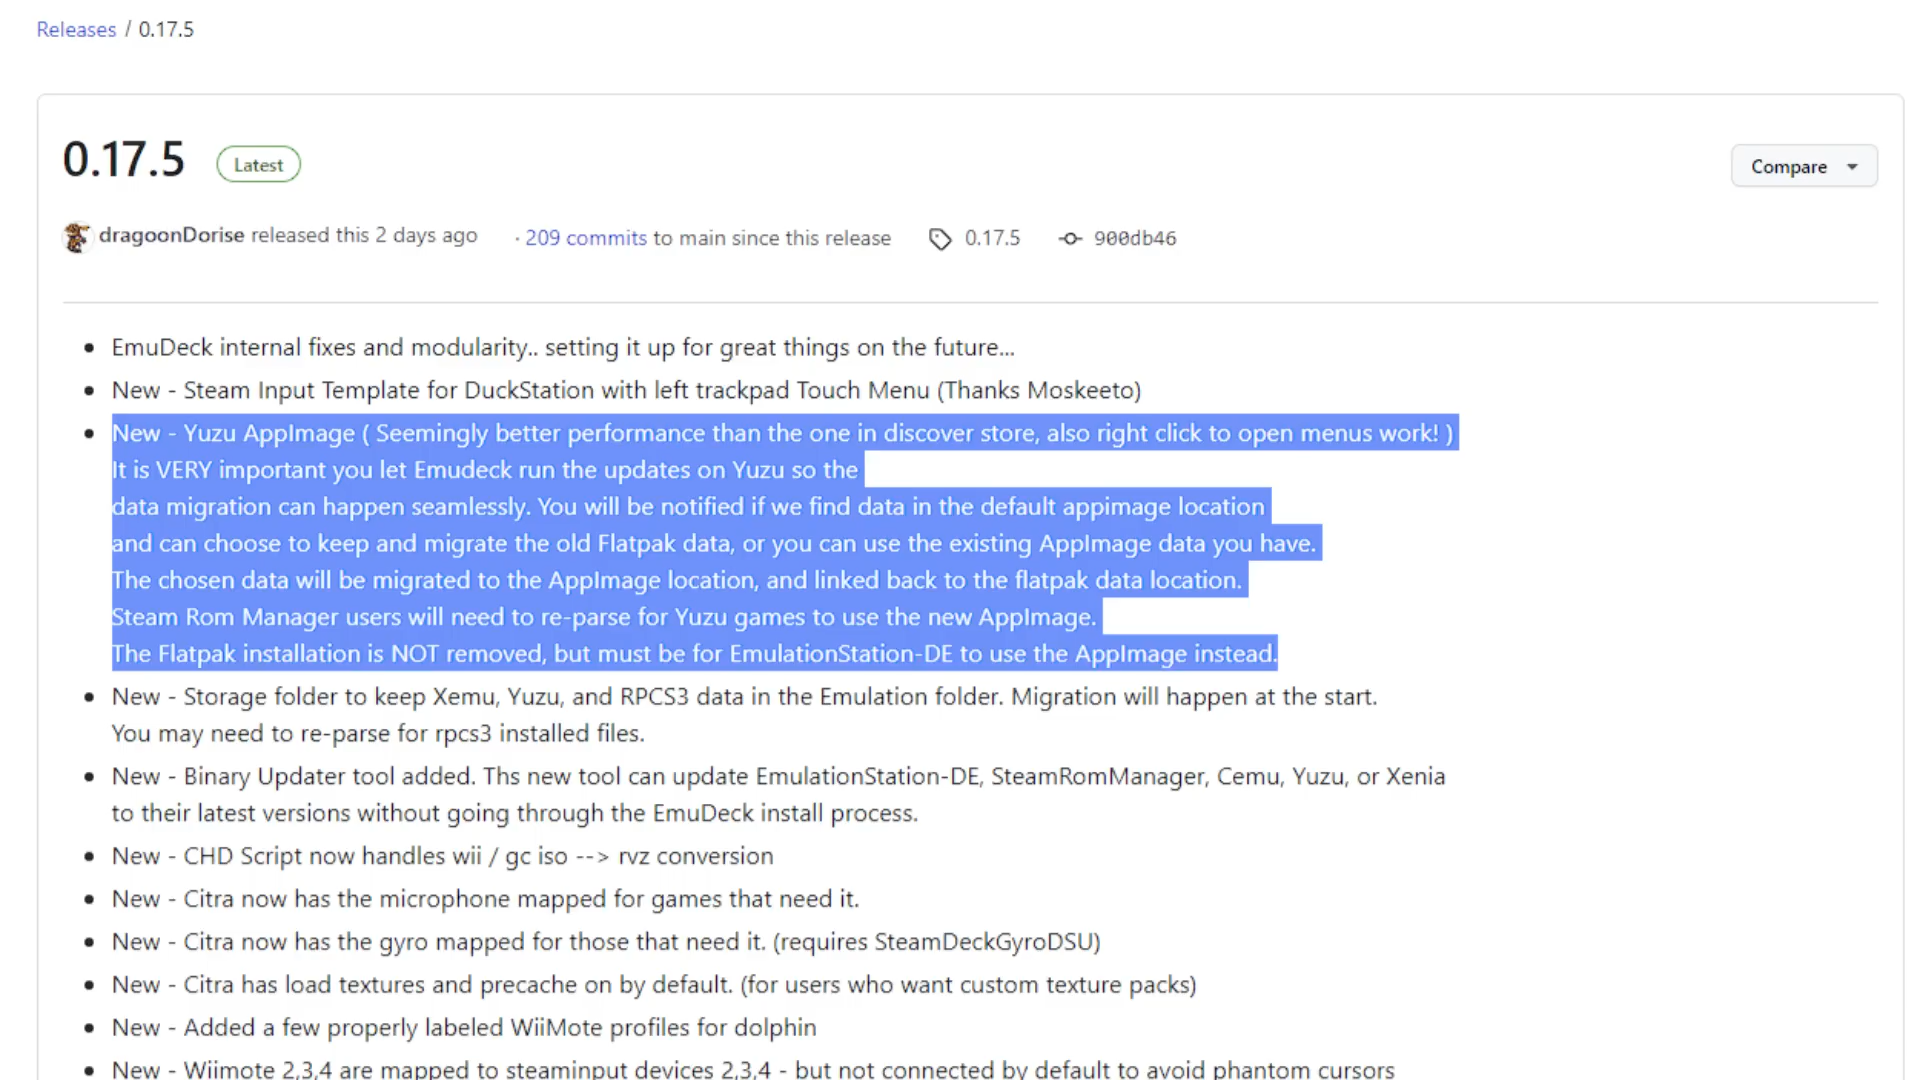 Releases / 0.17.5
0.17.5 Latest
Compare
dragoonDorise released this 2 days ago · 209 commits to main since this release 0.17.5 900db46
EmuDeck internal fixes and modularity.. setting it up for great things on the future...
New - Steam Input Template for DuckStation with left trackpad Touch Menu (Thanks Moskeeto)
New - Yuzu AppImage ( Seemingly better performance than the one in discover store, also right click to open menus work! )
It is VERY important you let Emudeck run the updates on Yuzu so the
data migration can happen seamlessly. You will be notified if we find data in the default appimage location
and can choose to keep and migrate the old Flatpak data, or you can use the existing AppImage data you have.
The chosen data will be migrated to the AppImage location, and linked back to the flatpak data location.
Steam Rom Manager users will need to re-parse for Yuzu games to use the new AppImage.
The Flatpak installation is NOT removed, but must be for EmulationStation-DE to use the AppImage instead.
New - Storage folder to keep Xemu, Yuzu, and RPCS3 data in the Emulation folder. Migration will happen at the start.
You may need to re-parse for rpcs3 installed files.
New - Binary Updater tool added. Ths new tool can update EmulationStation-DE, SteamRomManager, Cemu, Yuzu, or Xenia
to their latest versions without going through the EmuDeck install process.
New - CHD Script now handles wii / gc iso --> rvz conversion
New - Citra now has the microphone mapped for games that need it.
New - Citra now has the gyro mapped for those that need it. (requires SteamDeckGyroDSU)
New - Citra has load textures and precache on by default. (for users who want custom texture packs)
New - Added a few properly labeled WiiMote profiles for dolphin
New - Wiimote 2,3,4 are mapped to steaminput devices 2,3,4 - but not connected by default to avoid phantom cursors